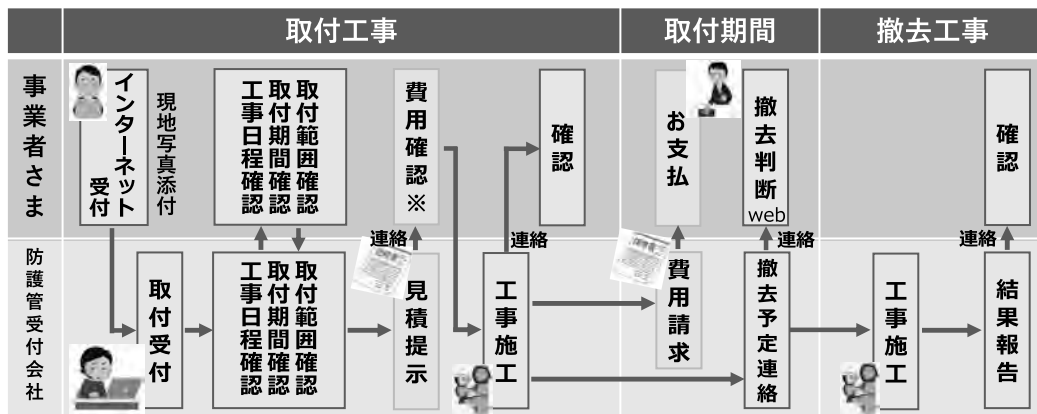 取付工事
取付期間
撤去工事
事業者さま
インターネット
受付
現地写真添付
取付範囲確認
取付期間確認
工事日程確認
費用確認※
確認
お支払
撤去判断
web
確認
連絡
連絡
連絡
連絡
防護管受付会社
取付受付
取付範囲確認
取付期間確認
工事日程確認
見積提示
工事施工
費用請求
撤去予定連絡
工事施工
結果報告